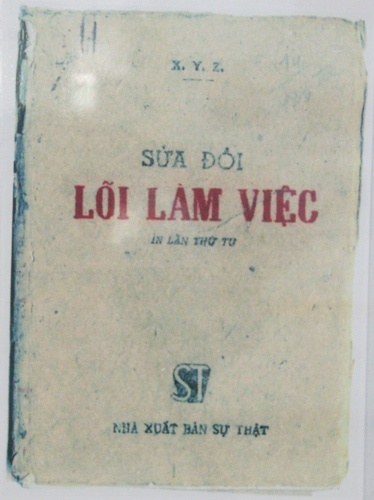 X. Y. Z.
SỬA ĐỔI
LỐI LÀM VIỆC
IN LẦN THỨ TƯ
ST
NHÀ XUẤT BẢN SỰ THẬT